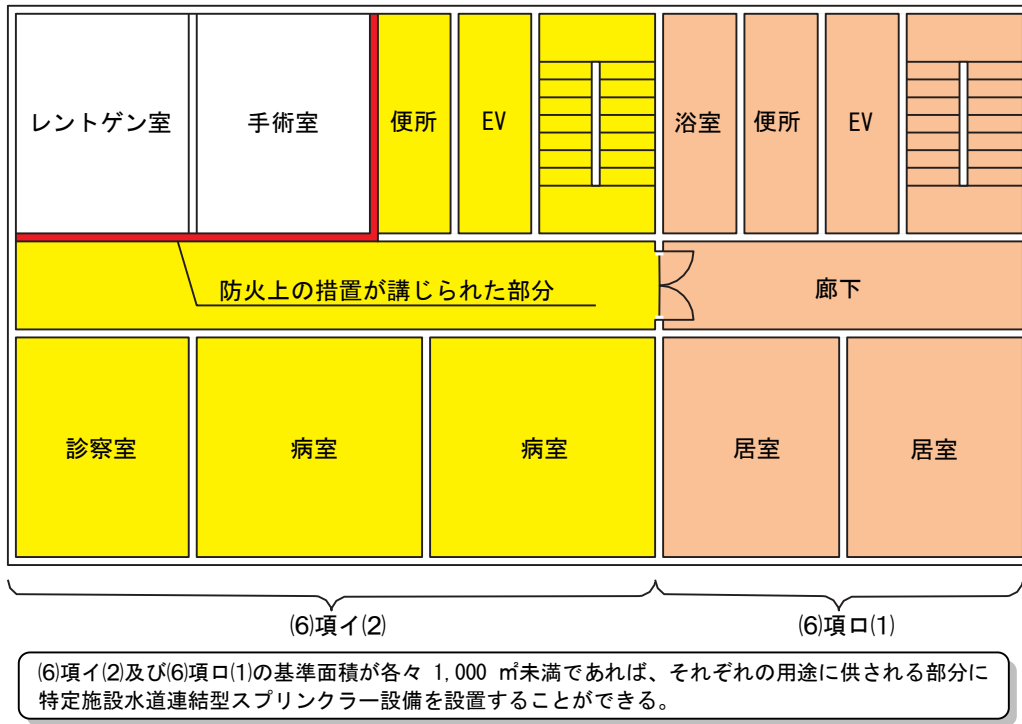 レントゲン室
手術室
便所
EV
浴室
便所
EV
防火上の措置が講じられた部分
廊下
診察室
病室
病室
居室
居室
(6)項イ(2)
(6)項ロ(1)
(6)項イ(2)及び(6)項ロ(1)の基準面積が各々 1,000 ㎡未満であれば、それぞれの用途に供される部分に
特定施設水道連結型スプリンクラー設備を設置することができる。